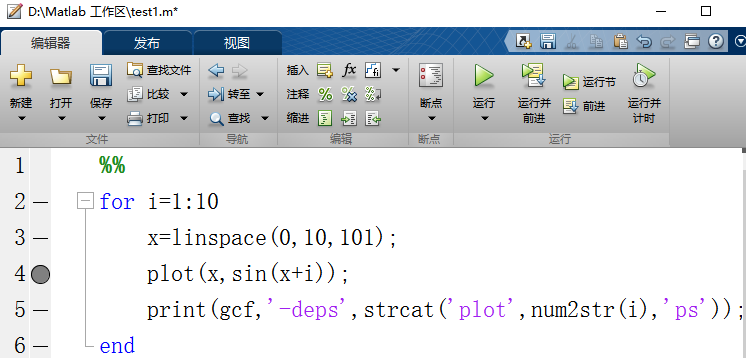 D:\Matlab 工作区\test1.m*
编辑器 发布 视图
新建 打开 保存 查找文件 比较 打印 转至 查找 插入 fx fi 注释 % % % 缩进 断点 运行 运行并前进 运行节 前进 运行并计时
文件 导航 编辑 断点 运行
1 %%
2 — for i=1:10
3 — x=linspace(0,10,101);
4 plot(x,sin(x+i));
5 — print(gcf,'-deps',strcat('plot',num2str(i),'ps'));
6 — end